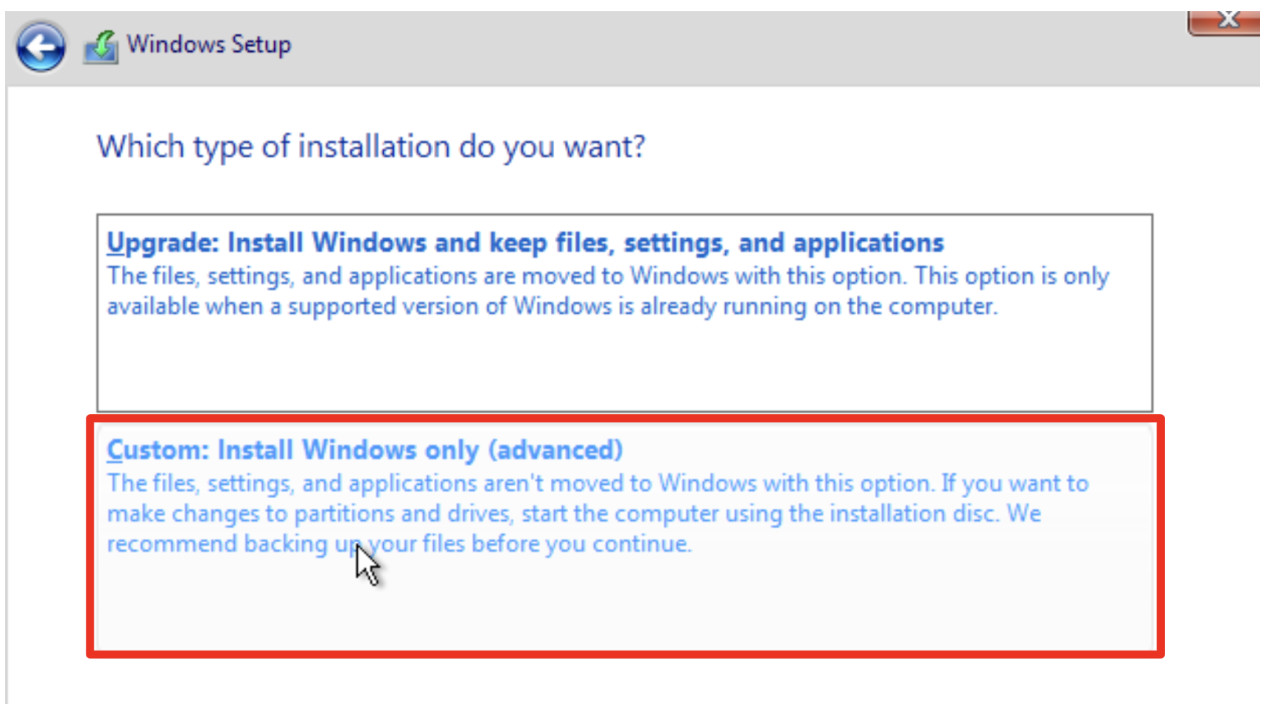 Windows Setup
Which type of installation do you want?
Upgrade: Install Windows and keep files, settings, and applications
The files, settings, and applications are moved to Windows with this option. This option is only
available when a supported version of Windows is already running on the computer.
Custom: Install Windows only (advanced)
The files, settings, and applications aren't moved to Windows with this option. If you want to
make changes to partitions and drives, start the computer using the installation disc. We
recommend backing up your files before you continue.